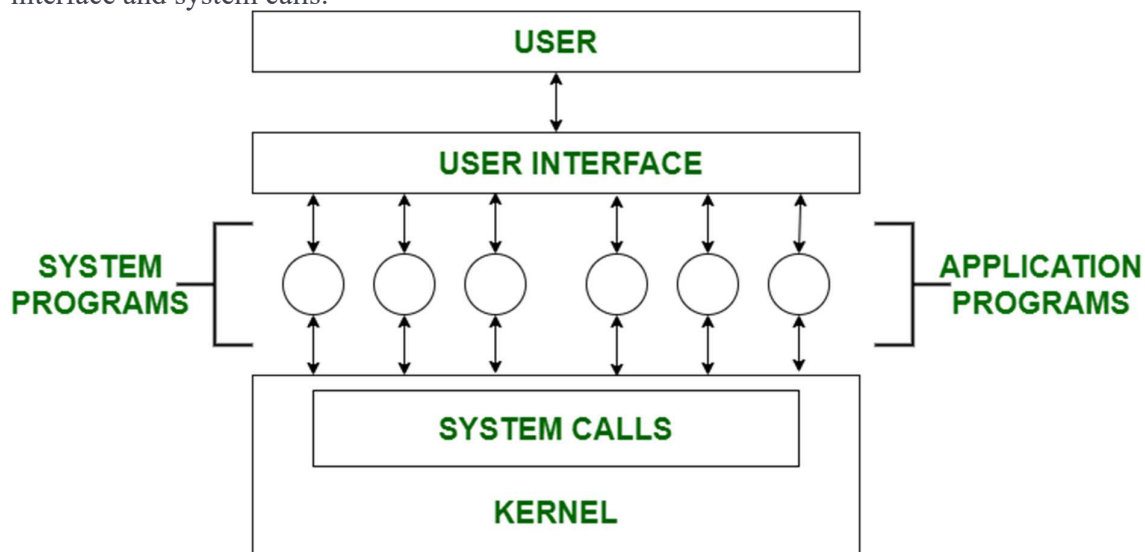 interface and system calls.
USER
USER INTERFACE
SYSTEM
PROGRAMS
APPLICATION
PROGRAMS
SYSTEM CALLS
KERNEL